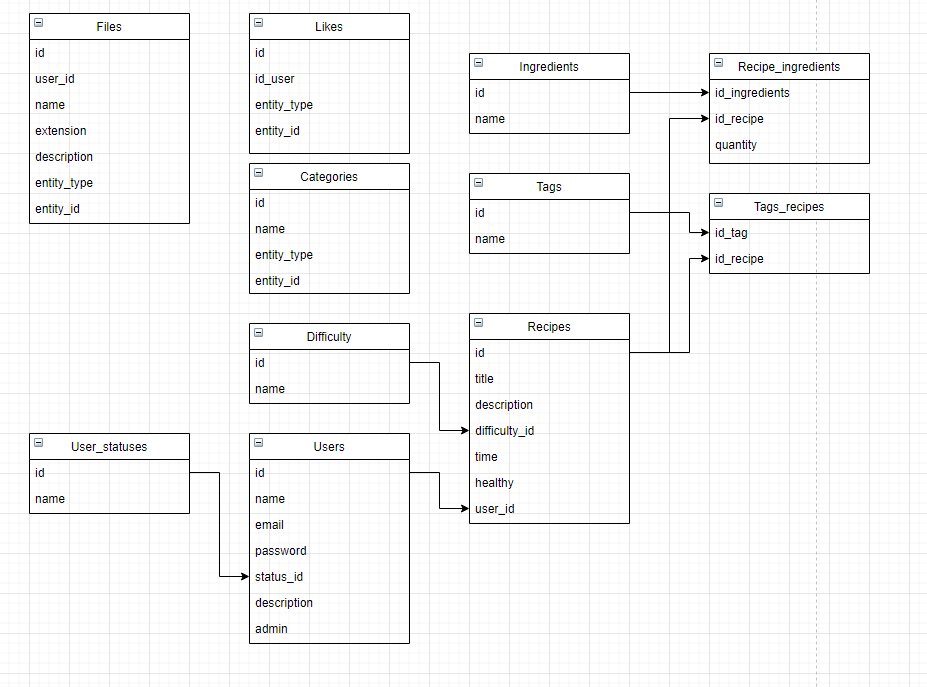 Files
id
user_id
name
extension
description
entity_type
entity_id
Likes
id
id_user
entity_type
entity_id
Categories
id
name
entity_type
entity_id
Ingredients
id
name
Recipe_ingredients
id_ingredients
id_recipe
quantity
Tags
id
name
Tags_recipes
id_tag
id_recipe
Difficulty
id
name
Recipes
id
title
description
difficulty_id
time
healthy
user_id
User_statuses
id
name
Users
id
name
email
password
status_id
description
admin